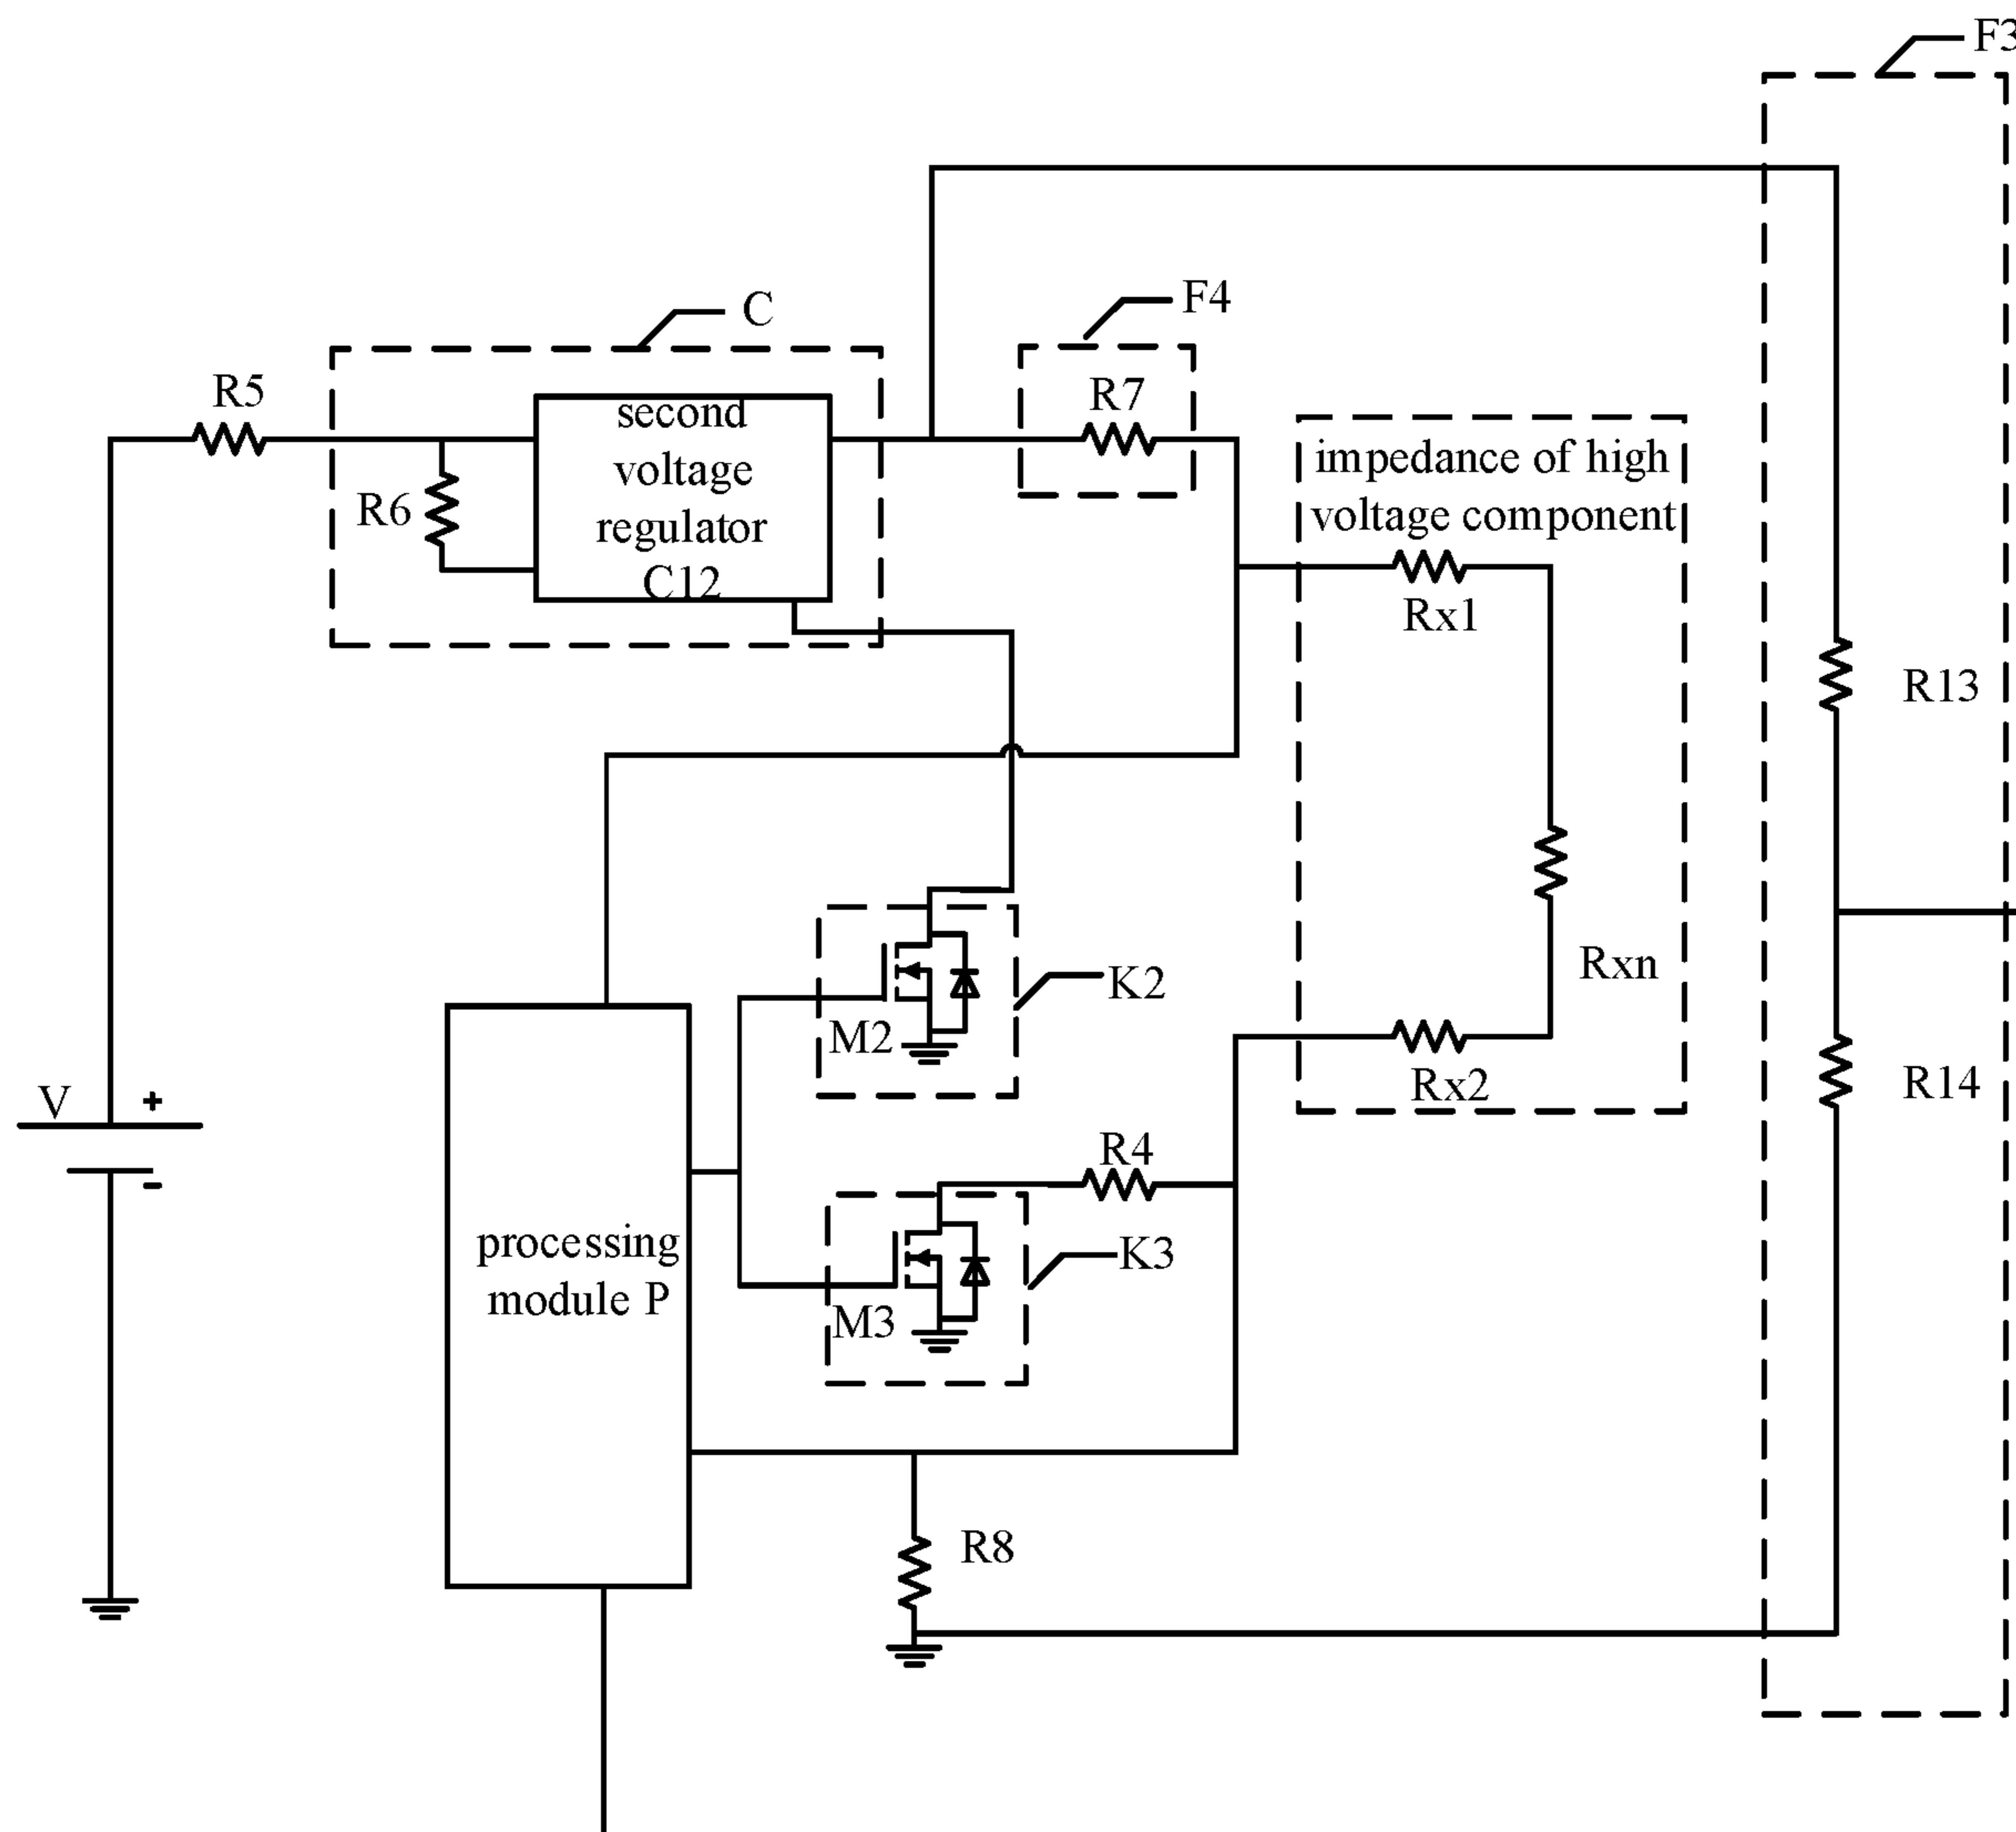 F3
C
F4
R5
second
voltage
regulator
C12
R7
R6
impedance of high
voltage component
Rx1
R13
Rxn
K2
M2
Rx2
R14
V
+
-
R4
K3
M3
processing
module P
R8